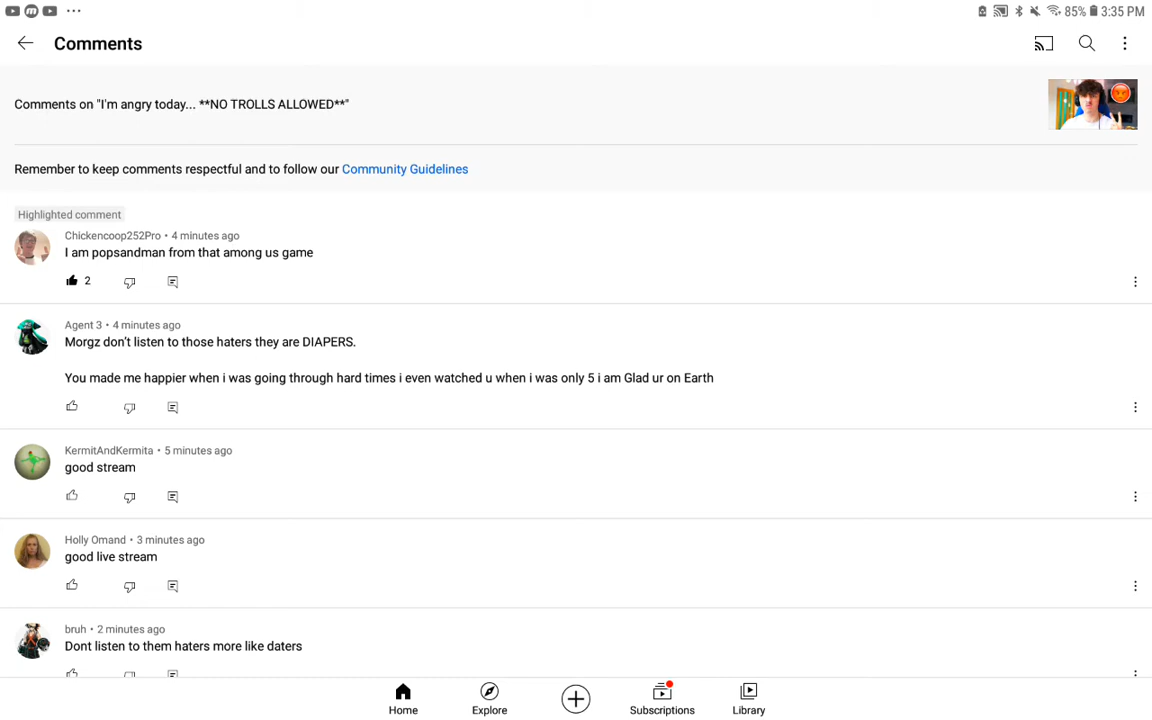 85% 3:35 PM
Comments
Comments on "I'm angry today... **NO TROLLS ALLOWED**"
Remember to keep comments respectful and to follow our Community Guidelines
Highlighted comment
Chickencoop252Pro • 4 minutes ago
I am popsandman from that among us game
2
Agent 3 • 4 minutes ago
Morgz don't listen to those haters they are DIAPERS.
You made me happier when i was going through hard times i even watched u when i was only 5 i am Glad ur on Earth
KermitAndKermita • 5 minutes ago
good stream
Holly Omand • 3 minutes ago
good live stream
bruh • 2 minutes ago
Dont listen to them haters more like daters
Home Explore Subscriptions Library